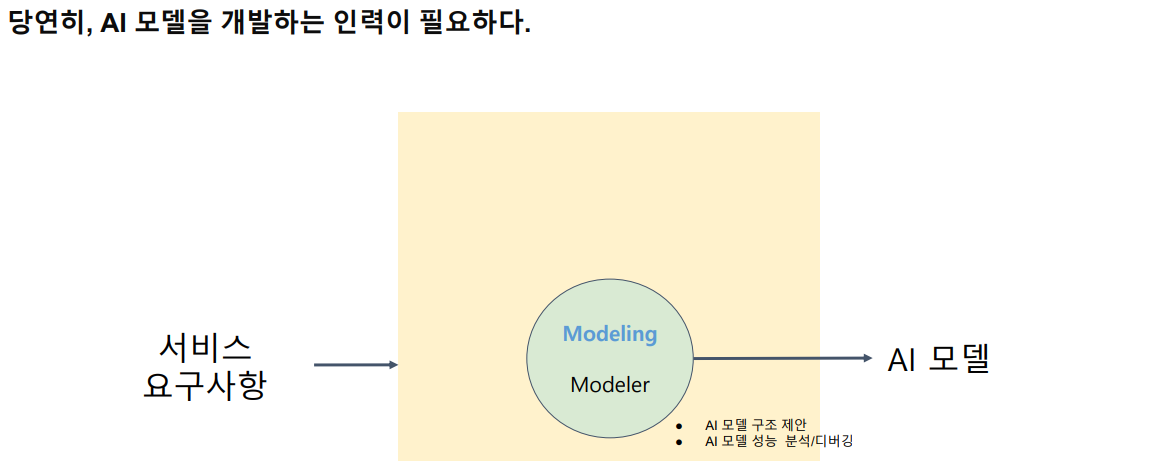 당연히, AI 모델을 개발하는 인력이 필요하다.
서비스
요구사항
Modeling
Modeler
AI 모델
● AI 모델 구조 제안
● AI 모델 성능 분석/디버깅